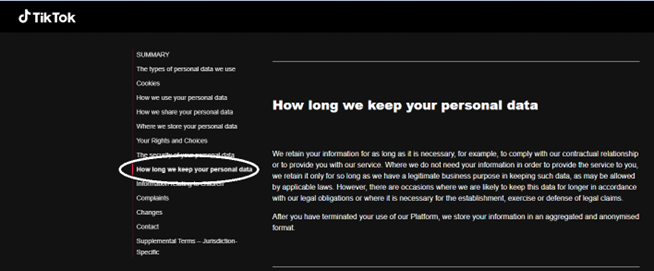 TikTok
SUMMARY
The types of personal data we use
Cookies
How we use your personal data
How we share your personal data
Where we store your personal data
Your Rights and Choices
The security of your personal data
How long we keep your personal data
Information relating to children
Complaints
Changes
Contact
Supplemental Terms – Jurisdiction-
Specific
How long we keep your personal data
We retain your information for as long as it is necessary, for example, to comply with our contractual relationship
or to provide you with our service. Where we do not need your information in order to provide the service to you,
we retain it only for so long as we have a legitimate business purpose in keeping such data, as may be allowed
by applicable laws. However, there are occasions where we are likely to keep this data for longer in accordance
with our legal obligations or where it is necessary for the establishment, exercise or defense of legal claims.
After you have terminated your use of our Platform, we store your information in an aggregated and anonymised
format.